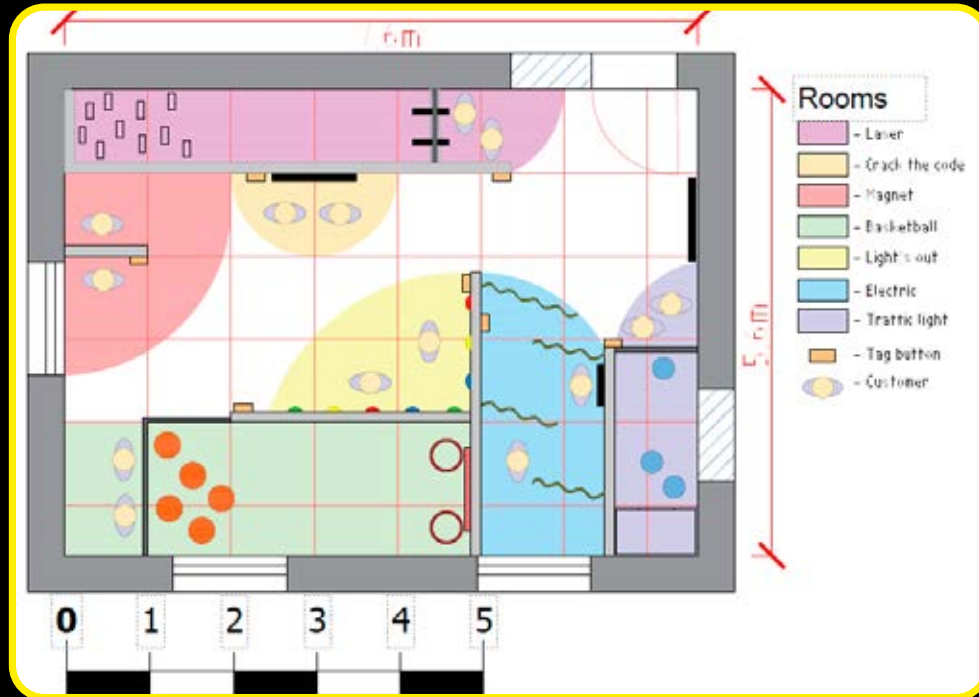 Rooms
- Laser
- Crack the code
- Magnet
- Basketball
- Light's out
- Electric
- Traffic light
- Tag button
- Customer
0 1 2 3 4 5